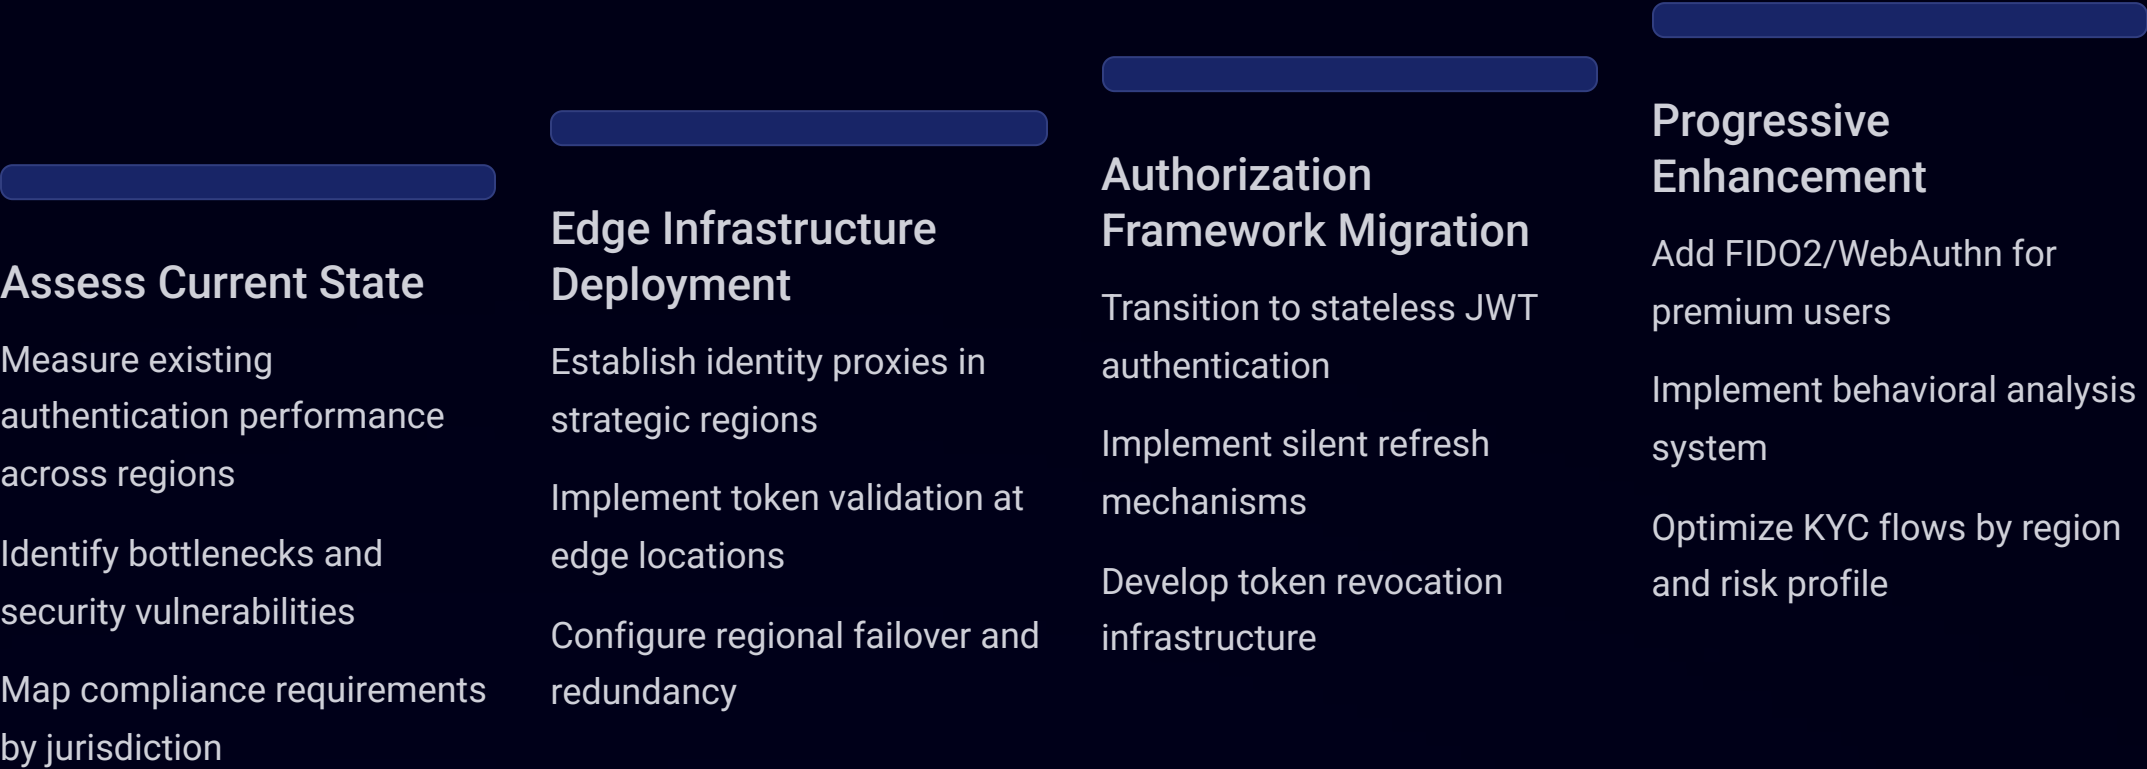 Assess Current State
Measure existing
authentication performance
across regions
Identify bottlenecks and
security vulnerabilities
Map compliance requirements
by jurisdiction
Edge Infrastructure
Deployment
Establish identity proxies in
strategic regions
Implement token validation at
edge locations
Configure regional failover and
redundancy
Authorization
Framework Migration
Transition to stateless JWT
authentication
Implement silent refresh
mechanisms
Develop token revocation
infrastructure
Progressive
Enhancement
Add FIDO2/WebAuthn for
premium users
Implement behavioral analysis
system
Optimize KYC flows by region
and risk profile